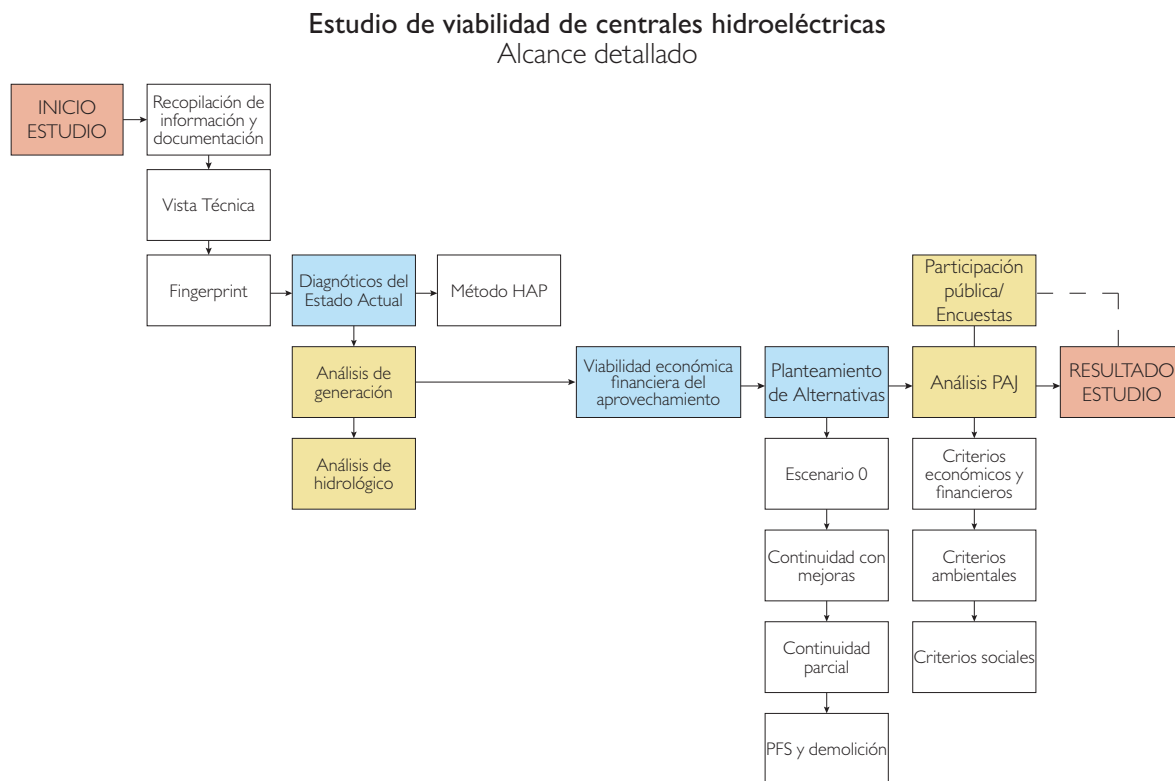 Estudio de viabilidad de centrales hidroeléctricas
Alcance detallado
INICIO
ESTUDIO
Recopilación de
información y
documentación
Vista Técnica
Fingerprint
Diagnóticos del
Estado Actual
Método HAP
Análisis de
generación
Análisis de
hidrológico
Viabilidad económica
financiera del
aprovechamiento
Planteamiento
de Alternativas
Escenario 0
Continuidad con
mejoras
Continuidad
parcial
PFS y demolición
Participación
pública/
Encuestas
Análisis PAJ
Criterios
económicos y
financieros
Criterios
ambientales
Criterios sociales
RESULTADO
ESTUDIO